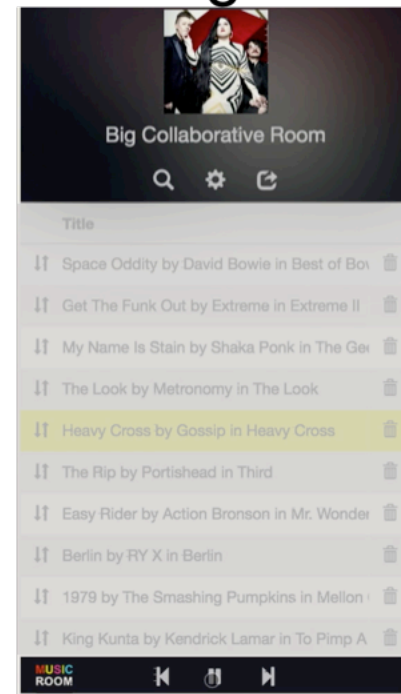 Big Collaborative Room
Title
Space Oddity by David Bowie in Best of Bow
Get The Funk Out by Extreme in Extreme II
My Name Is Stain by Shaka Ponk in The Gee
The Look by Metronomy in The Look
Heavy Cross by Gossip in Heavy Cross
The Rip by Portishead in Third
Easy Rider by Action Bronson in Mr. Wonder
Berlin by RY X in Berlin
1979 by The Smashing Pumpkins in Mellon
King Kunta by Kendrick Lamar in To Pimp A
MUSIC
ROOM